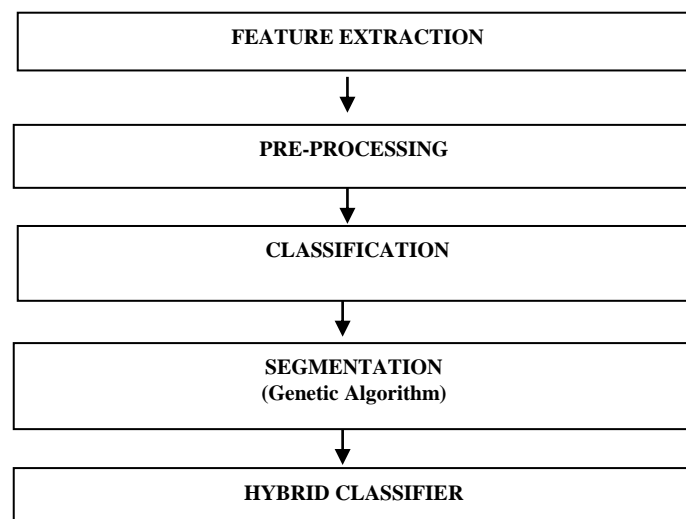 FEATURE EXTRACTION
PRE-PROCESSING
CLASSIFICATION
SEGMENTATION
(Genetic Algorithm)
HYBRID CLASSIFIER